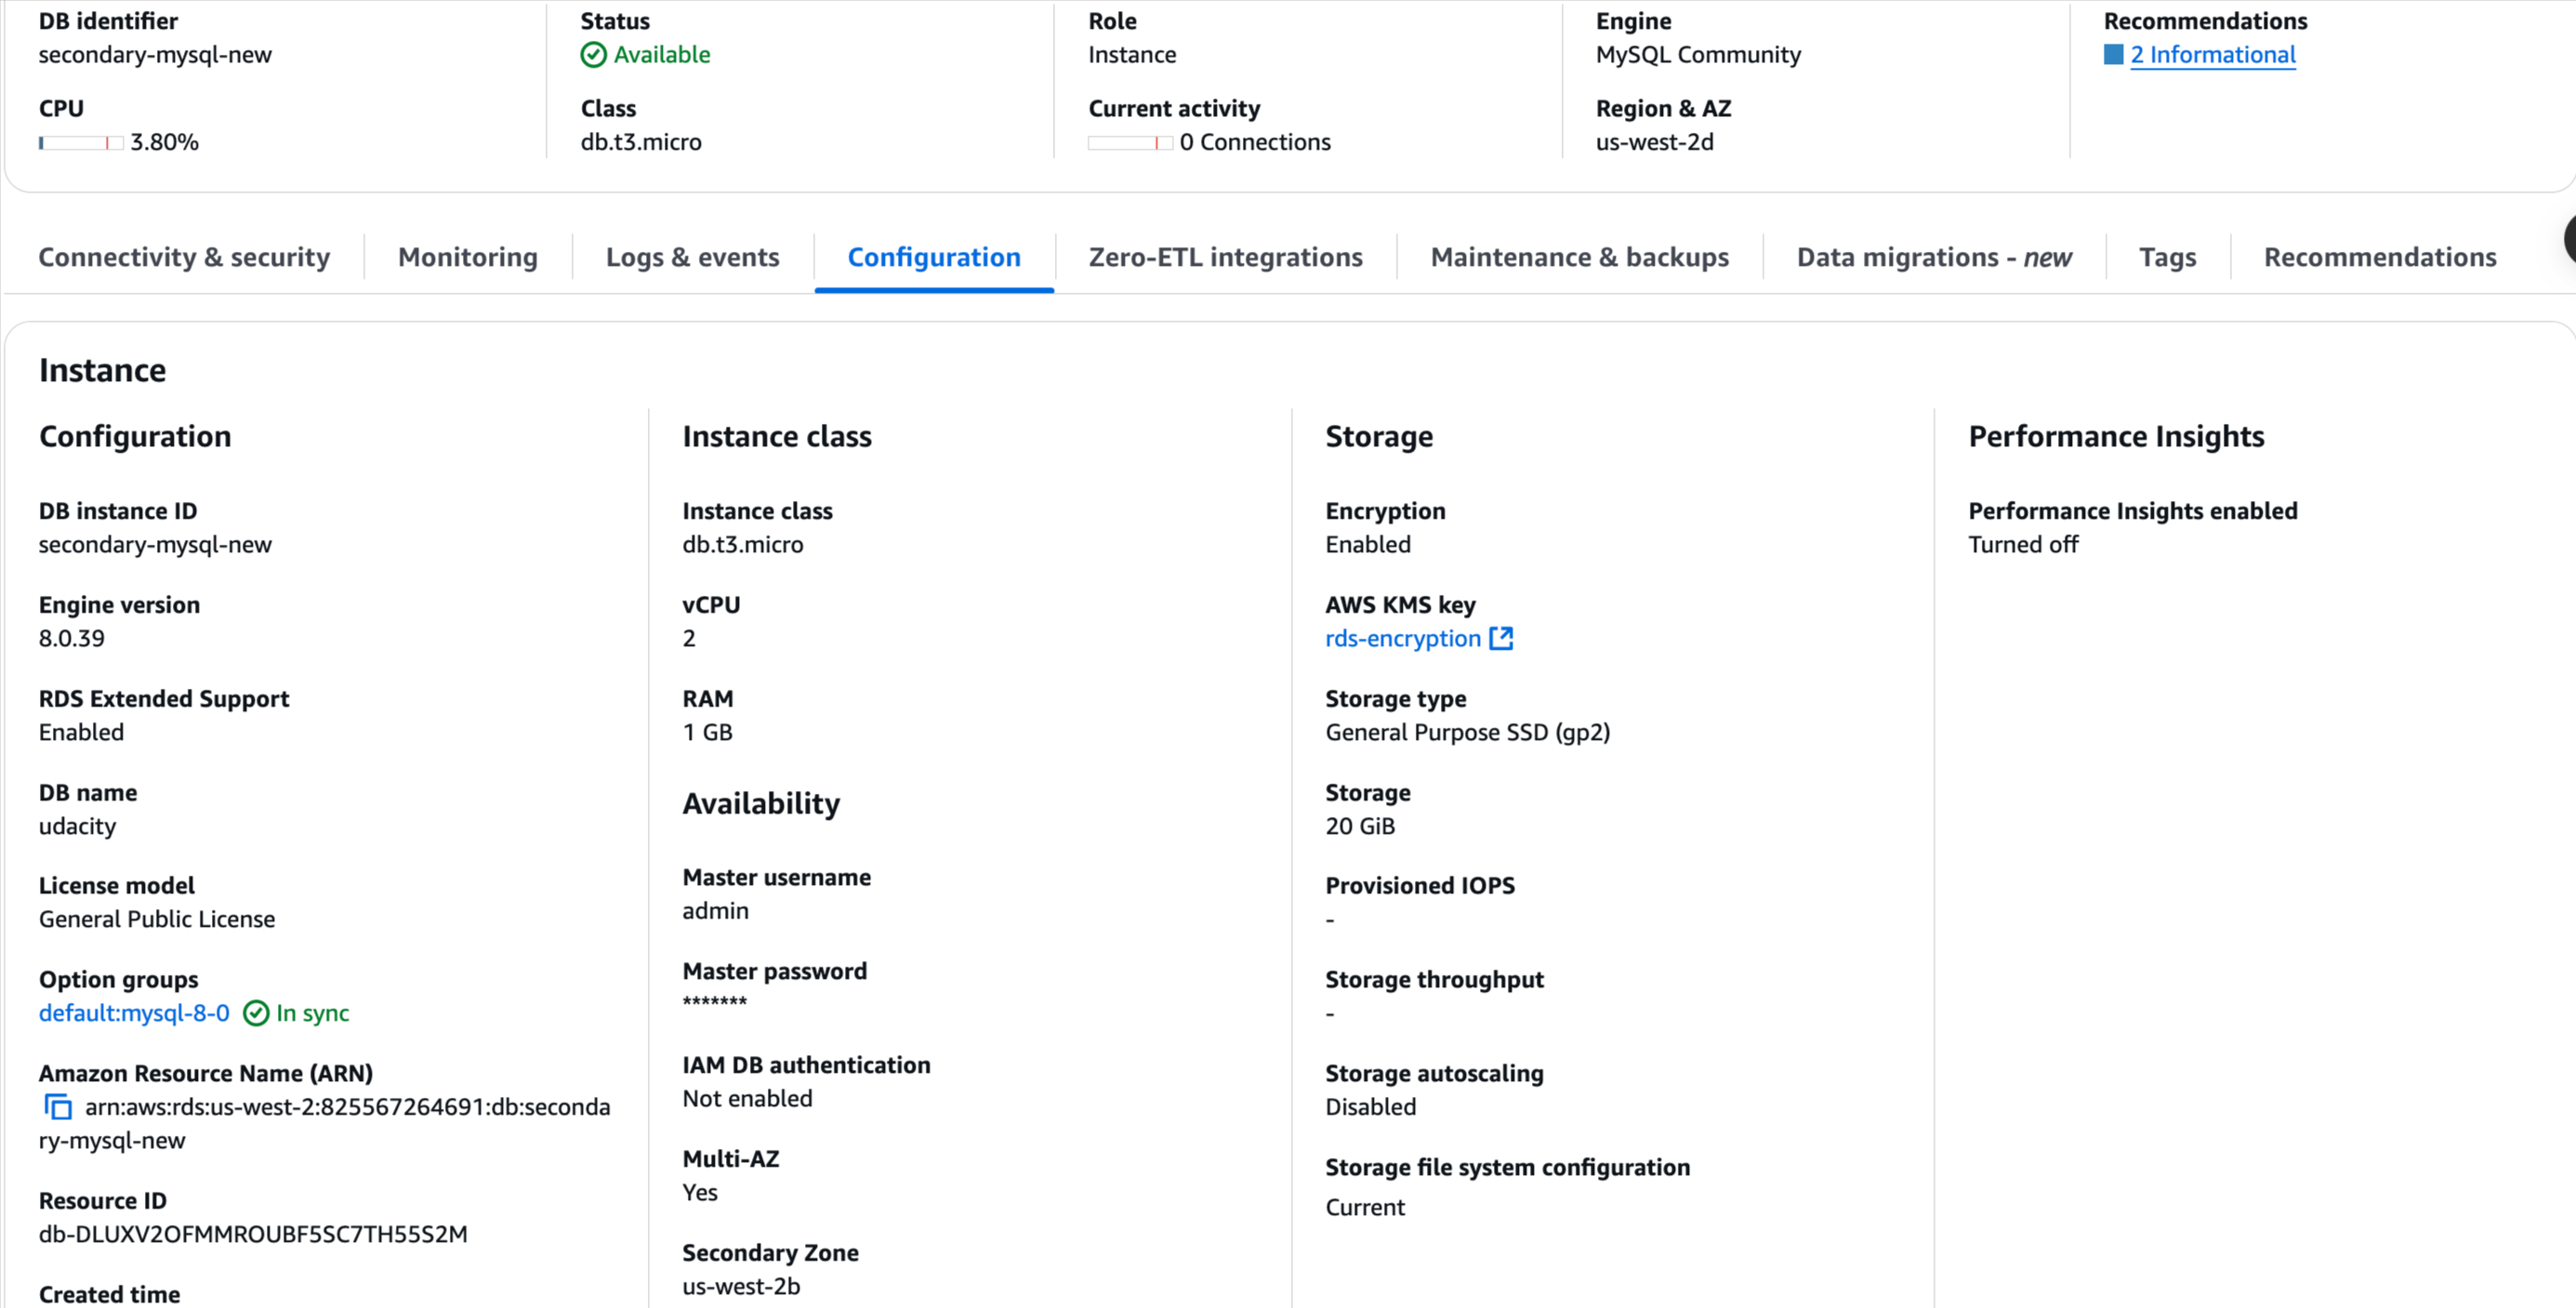 DB identifier
secondary-mysql-new
Status
Available
Role
Instance
Engine
MySQL Community
Recommendations
2 Informational
CPU
3.80%
Class
db.t3.micro
Current activity
0 Connections
Region & AZ
us-west-2d
Connectivity & security
Monitoring
Logs & events
Configuration
Zero-ETL integrations
Maintenance & backups
Data migrations - new
Tags
Recommendations
Instance
Configuration
DB instance ID
secondary-mysql-new
Engine version
8.0.39
RDS Extended Support
Enabled
DB name
udacity
License model
General Public License
Option groups
default:mysql-8-0 In sync
Amazon Resource Name (ARN)
arn:aws:rds:us-west-2:825567264691:db:seconda
ry-mysql-new
Resource ID
db-DLUXV2OFMMROUBF5SC7TH55S2M
Created time
Instance class
Instance class
db.t3.micro
vCPU
2
RAM
1 GB
Availability
Master username
admin
Master password
*******
IAM DB authentication
Not enabled
Multi-AZ
Yes
Secondary Zone
us-west-2b
Storage
Encryption
Enabled
AWS KMS key
rds-encryption
Storage type
General Purpose SSD (gp2)
Storage
20 GiB
Provisioned IOPS
-
Storage throughput
-
Storage autoscaling
Disabled
Storage file system configuration
Current
Performance Insights
Performance Insights enabled
Turned off